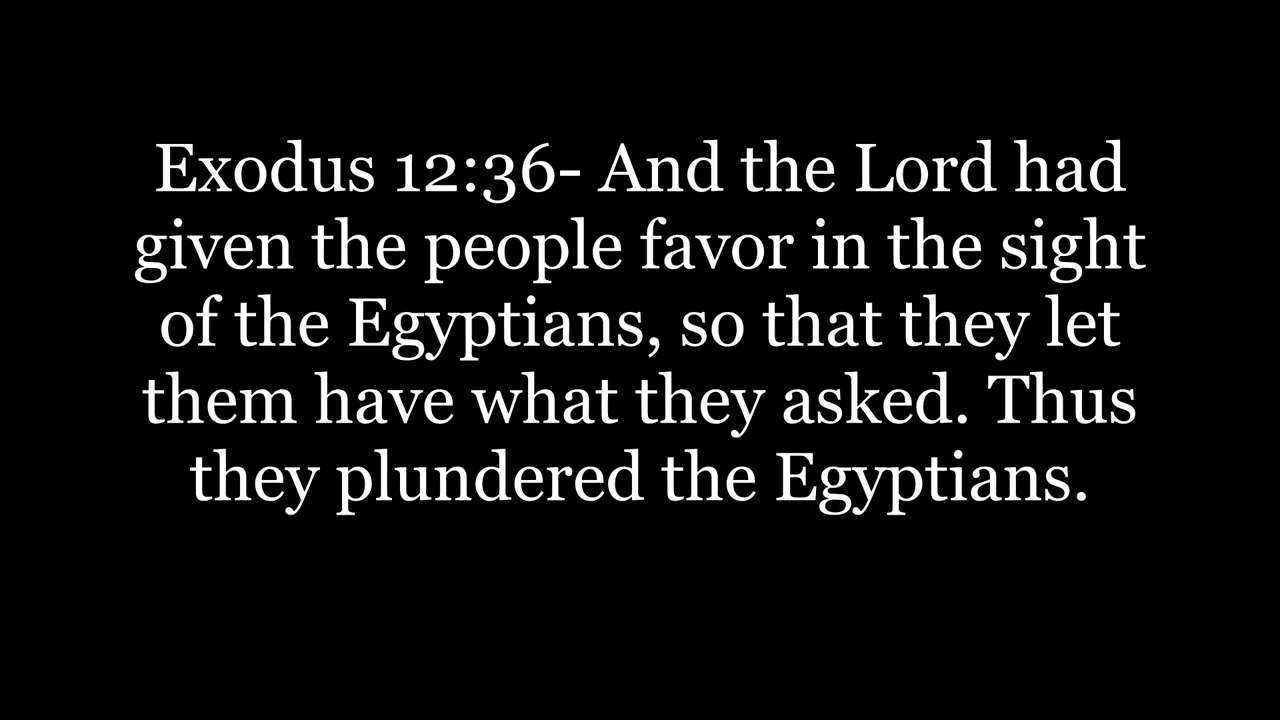 Exodus 12:36- And the Lord had
given the people favor in the sight
of the Egyptians, so that they let
them have what they asked. Thus
they plundered the Egyptians.